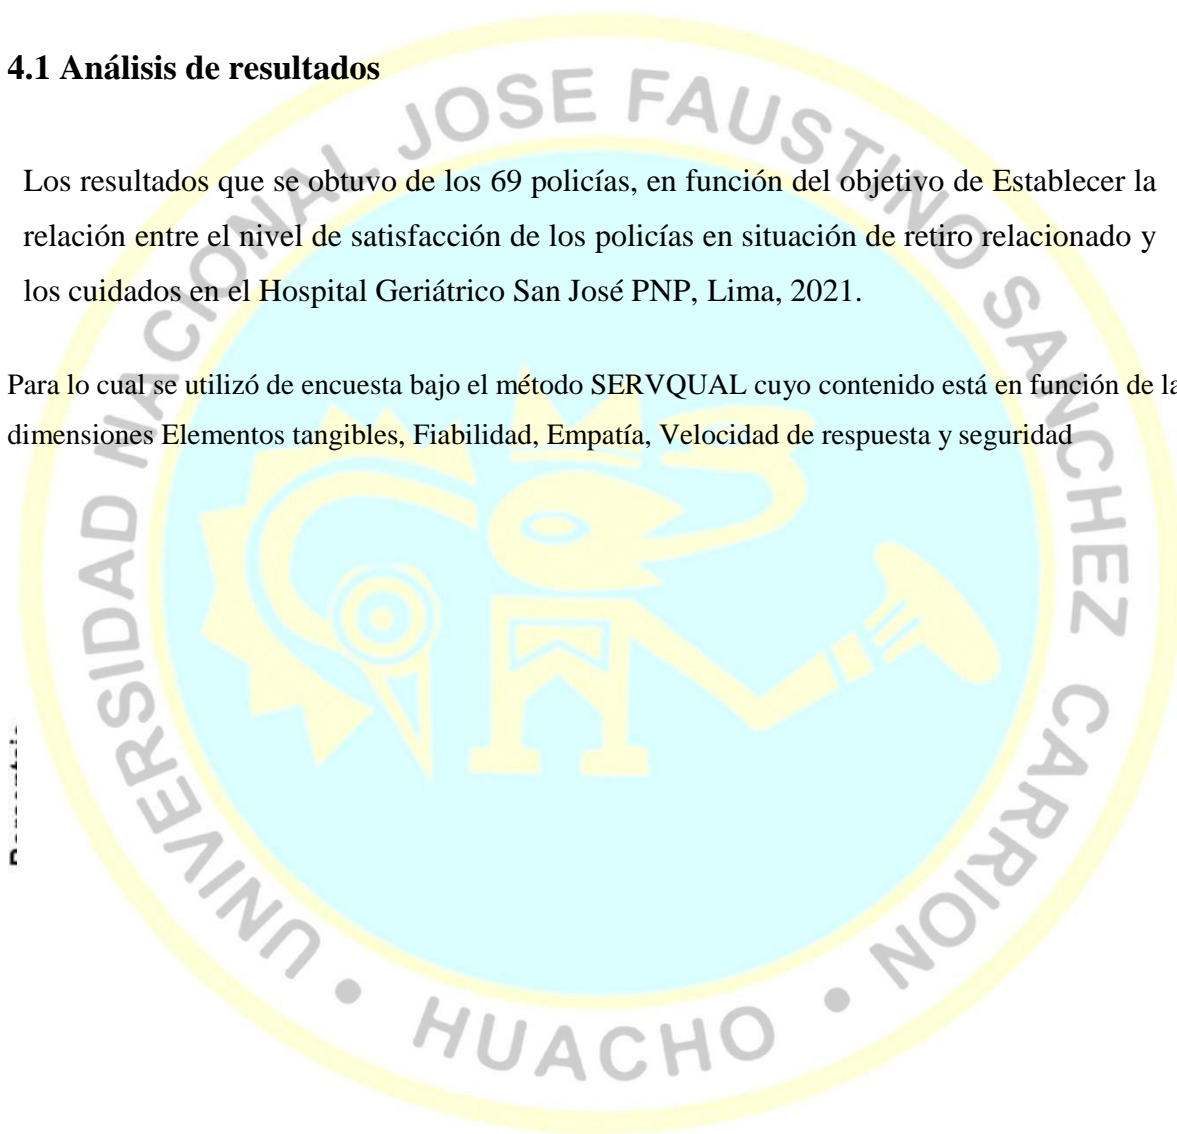 4.1 Análisis de resultados
Los resultados que se obtuvo de los 69 policías, en función del objetivo de Establecer la
relación entre el nivel de satisfacción de los policías en situación de retiro relacionado y
los cuidados en el Hospital Geriátrico San José PNP, Lima, 2021.
Para lo cual se utilizó de encuesta bajo el método SERVQUAL cuyo contenido está en función de la
dimensiones Elementos tangibles, Fiabilidad, Empatía, Velocidad de respuesta y seguridad
UNIVERSIDAD NACIONAL JOSE FAUSTINO SANCHEZ CARRION
• HUACHO •